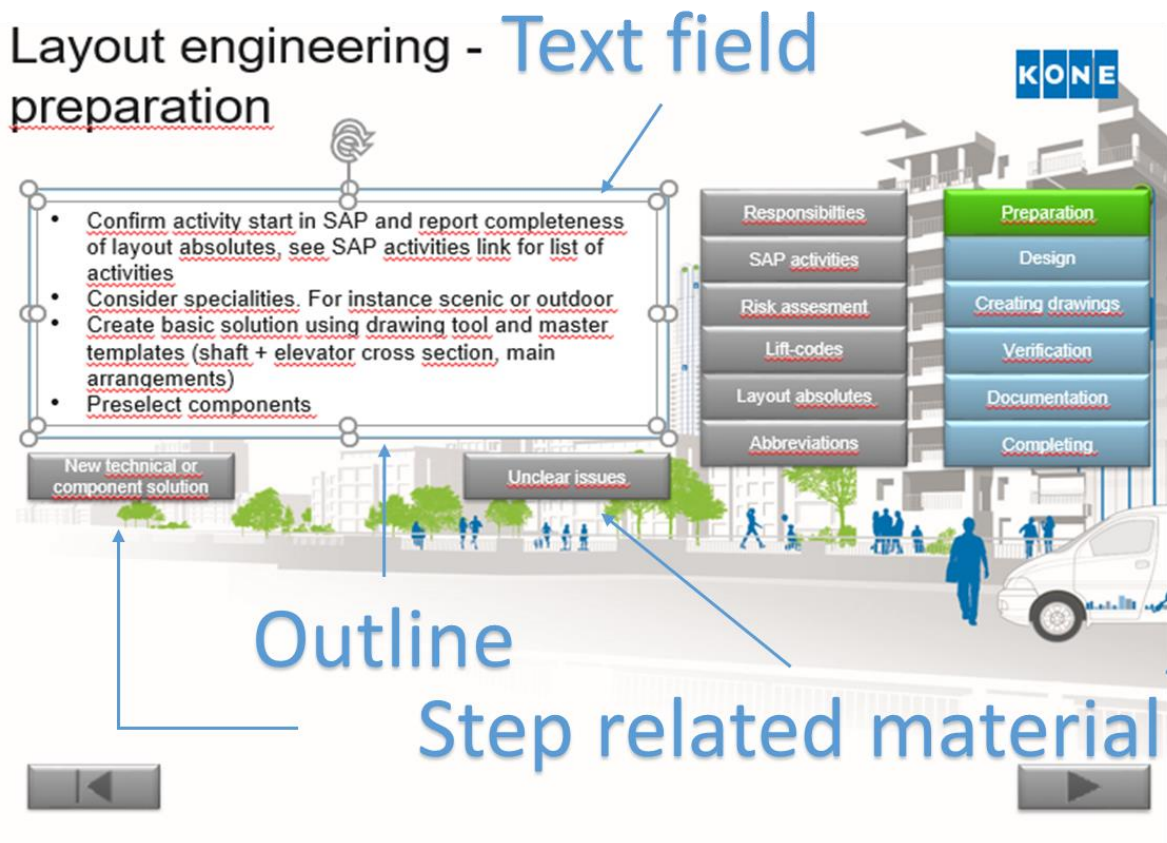 Layout engineering -
preparation
Text field
KONE
• Confirm activity start in SAP and report completeness
of layout absolutes, see SAP activities link for list of
activities
• Consider specialities. For instance scenic or outdoor
• Create basic solution using drawing tool and master
templates (shaft + elevator cross section, main
arrangements)
• Preselect components
Responsibilties
SAP activities
Risk assesment
Lift-codes
Layout absolutes
Abbreviations
Preparation
Design
Creating drawings
Verification
Documentation
Completing
New technical or
component solution
Unclear issues
Outline
Step related material